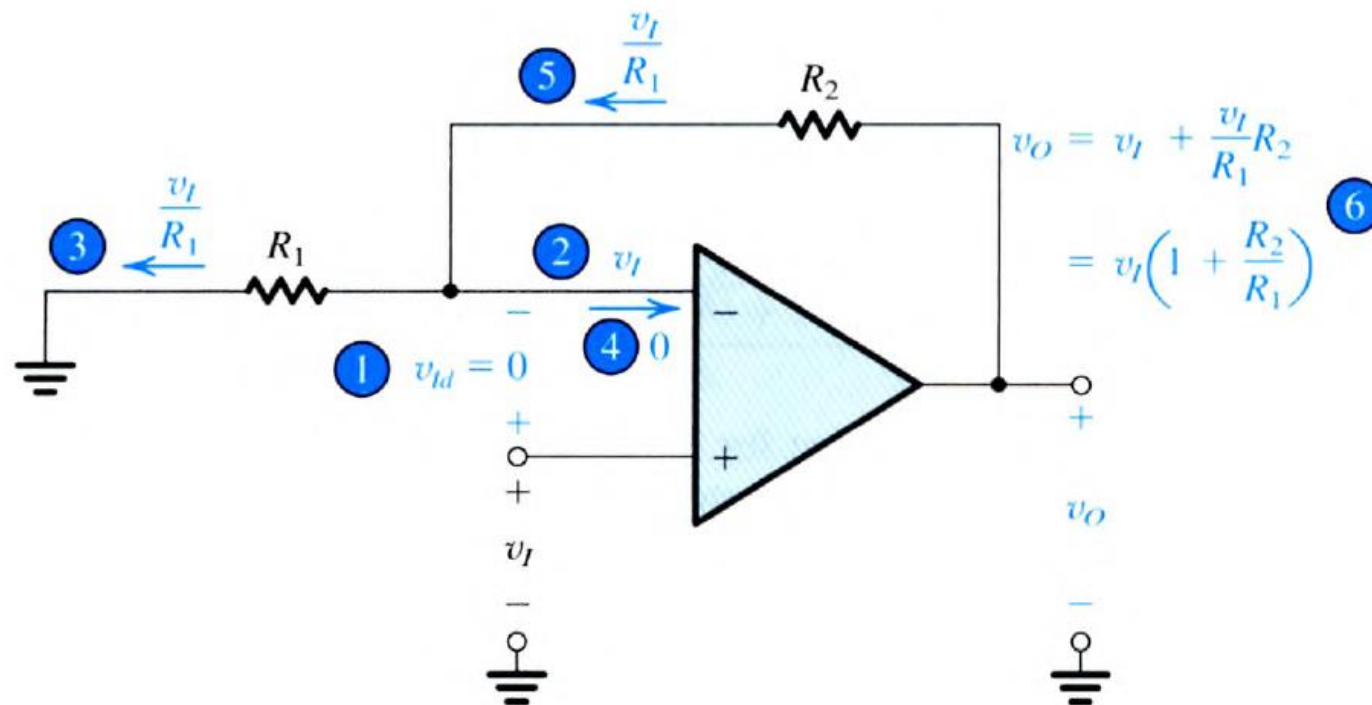 5
v_I
R_1
R_2
v_O = v_I + v_I/R_1 R_2
6
= v_I(1 + R_2/R_1)
3
v_I
R_1
R_1
2
v_I
−
−
4
0
1
v_Id = 0
+
+
+
+
v_I
v_O
−
−